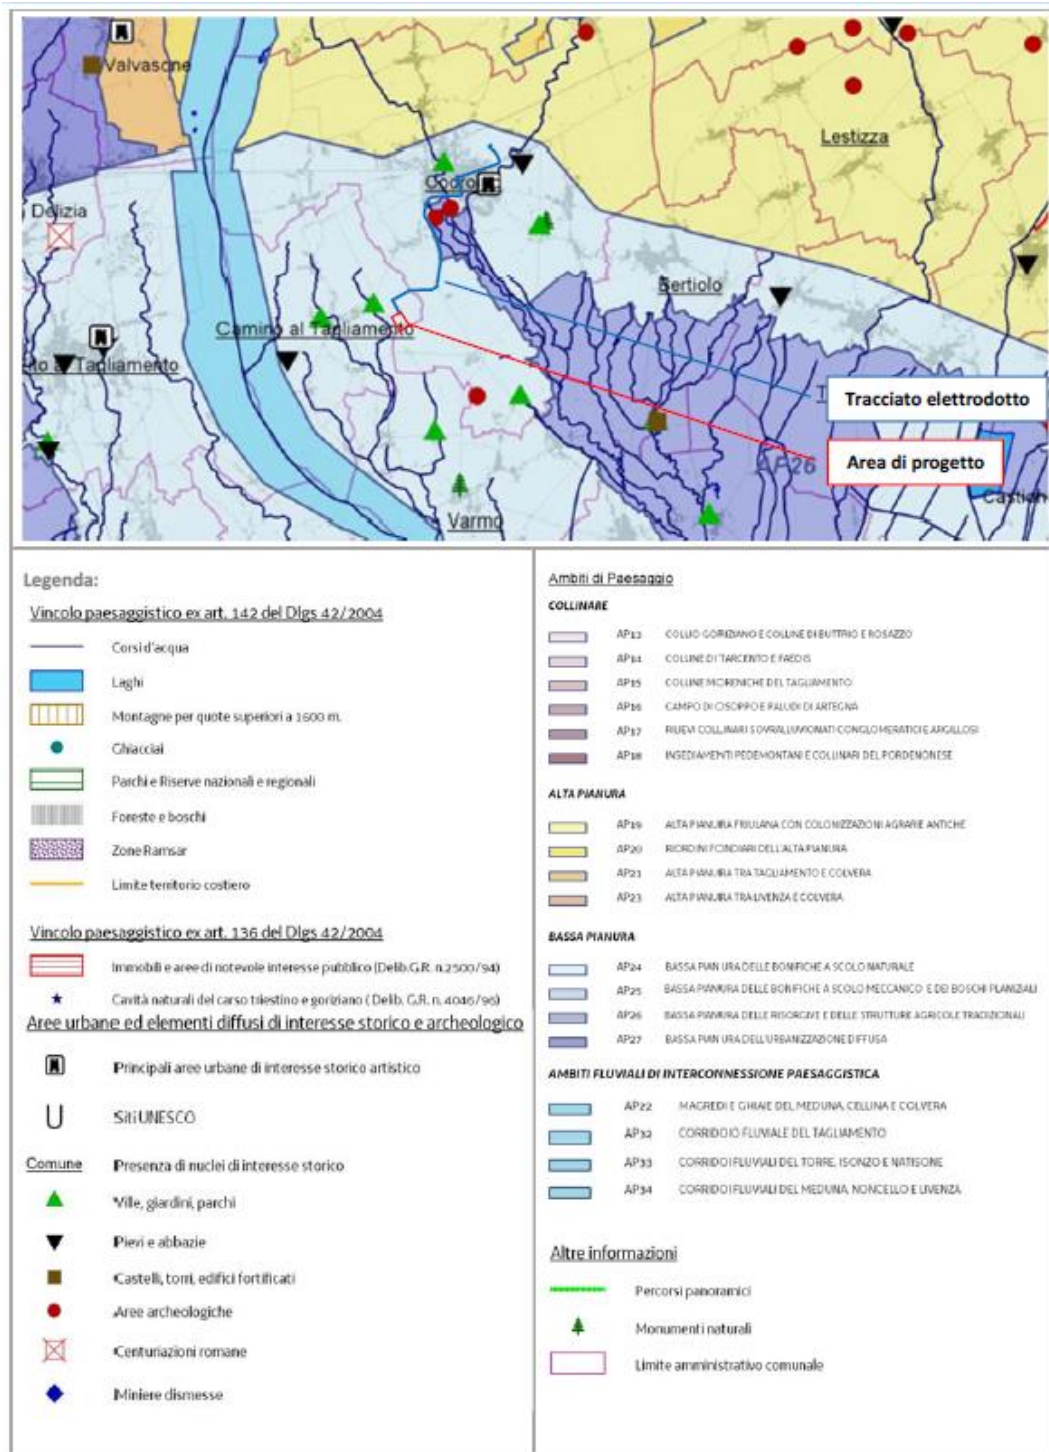 Valvasone
Lestizza
Delizia
Bertiolo
Camino al Tagliamento
to al Tagliamento
Tracciato elettrodotto
Area di progetto
AP26
Varmo
Legenda:
Vincolo paesaggistico ex art. 142 del Dlgs 42/2004
Corsi d'acqua
Laghi
Montagne per quote superiori a 1600 m.
Ghiacciai
Parchi e Riserve nazionali e regionali
Foreste e boschi
Zone Ramsar
Limite territorio costiero
Vincolo paesaggistico ex art. 136 del Dlgs 42/2004
Immobili e aree di notevole interesse pubblico (Delib.G.R. n.2500/94)
Cavità naturali del carso triestino e goriziano ( Delib. G.R. n. 4046/96)
Aree urbane ed elementi diffusi di interesse storico e archeologico
Principali aree urbane di interesse storico artistico
Siti UNESCO
Comune Presenza di nuclei di interesse storico
Ville, giardini, parchi
Pievi e abbazie
Castelli, torri, edifici fortificati
Aree archeologiche
Centuriazioni romane
Miniere dismesse
Ambiti di Paesaggio
COLLINARE
AP13 COLLIO GORIZIANO E COLLINE DI BUTTRIO E ROSAZZO
AP14 COLLINE DI TARCENTO E FAEDIS
AP15 COLLINE MORENICHE DEL TAGLIAMENTO
AP16 CAMPO DI OSOPPO E PALUDI DI ARTEGNA
AP17 RILIEVI COLLINARI SOVRALLUVIONATI CONGLOMERATICI E ARGILLOSI
AP18 INSEDIAMENTI PEDEMONTANI E COLLINARI DEL PORDENONESE
ALTA PIANURA
AP19 ALTA PIANURA FRIULANA CON COLONIZZAZIONI AGRARIE ANTICHE
AP20 RIORDINI FONDIARI DELL'ALTA PIANURA
AP21 ALTA PIANURA TRA TAGLIAMENTO E COLVERA
AP23 ALTA PIANURA TRA LIVENZA E COLVERA
BASSA PIANURA
AP24 BASSA PIANURA DELLE BONIFICHE A SCOLO NATURALE
AP25 BASSA PIANURA DELLE BONIFICHE A SCOLO MECCANICO E DEI BOSCHI PLANIZIALI
AP26 BASSA PIANURA DELLE RISORGIVE E DELLE STRUTTURE AGRICOLE TRADIZIONALI
AP27 BASSA PIANURA DELL'URBANIZZAZIONE DIFFUSA
AMBITI FLUVIALI DI INTERCONNESSIONE PAESAGGISTICA
AP22 MAGREDI E GHIAIE DEL MEDUNA, CELLINA E COLVERA
AP32 CORRIDOIO FLUVIALE DEL TAGLIAMENTO
AP33 CORRIDOI FLUVIALI DEL TORRE, ISONZO E NATISONE
AP34 CORRIDOI FLUVIALI DEL MEDUNA, NONCELLO E LIVENZA
Altre informazioni
Percorsi panoramici
Monumenti naturali
Limite amministrativo comunale